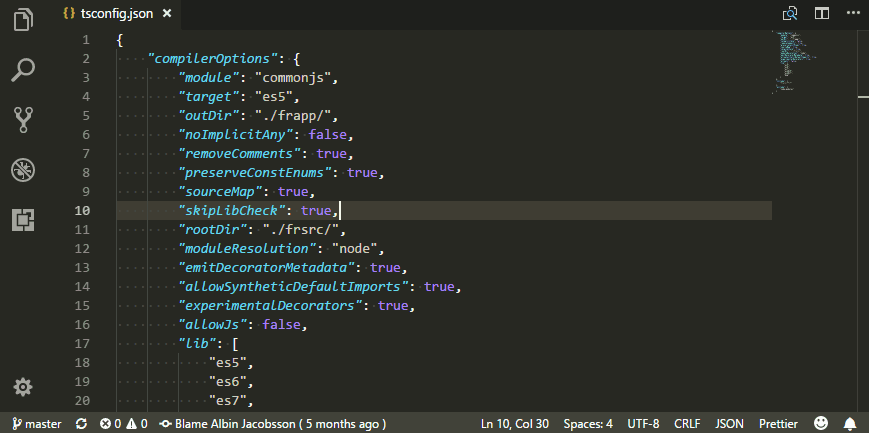 {} tsconfig.json ×
1 {
2 "compilerOptions": {
3 "module": "commonjs",
4 "target": "es5",
5 "outDir": "./frapp/",
6 "noImplicitAny": false,
7 "removeComments": true,
8 "preserveConstEnums": true,
9 "sourceMap": true,
10 "skipLibCheck": true,
11 "rootDir": "./frsrc/",
12 "moduleResolution": "node",
13 "emitDecoratorMetadata": true,
14 "allowSyntheticDefaultImports": true,
15 "experimentalDecorators": true,
16 "allowJs": false,
17 "lib": [
18 "es5",
19 "es6",
20 "es7",
master 0 0 Blame Albin Jacobsson ( 5 months ago ) Ln 10, Col 30 Spaces: 4 UTF-8 CRLF JSON Prettier